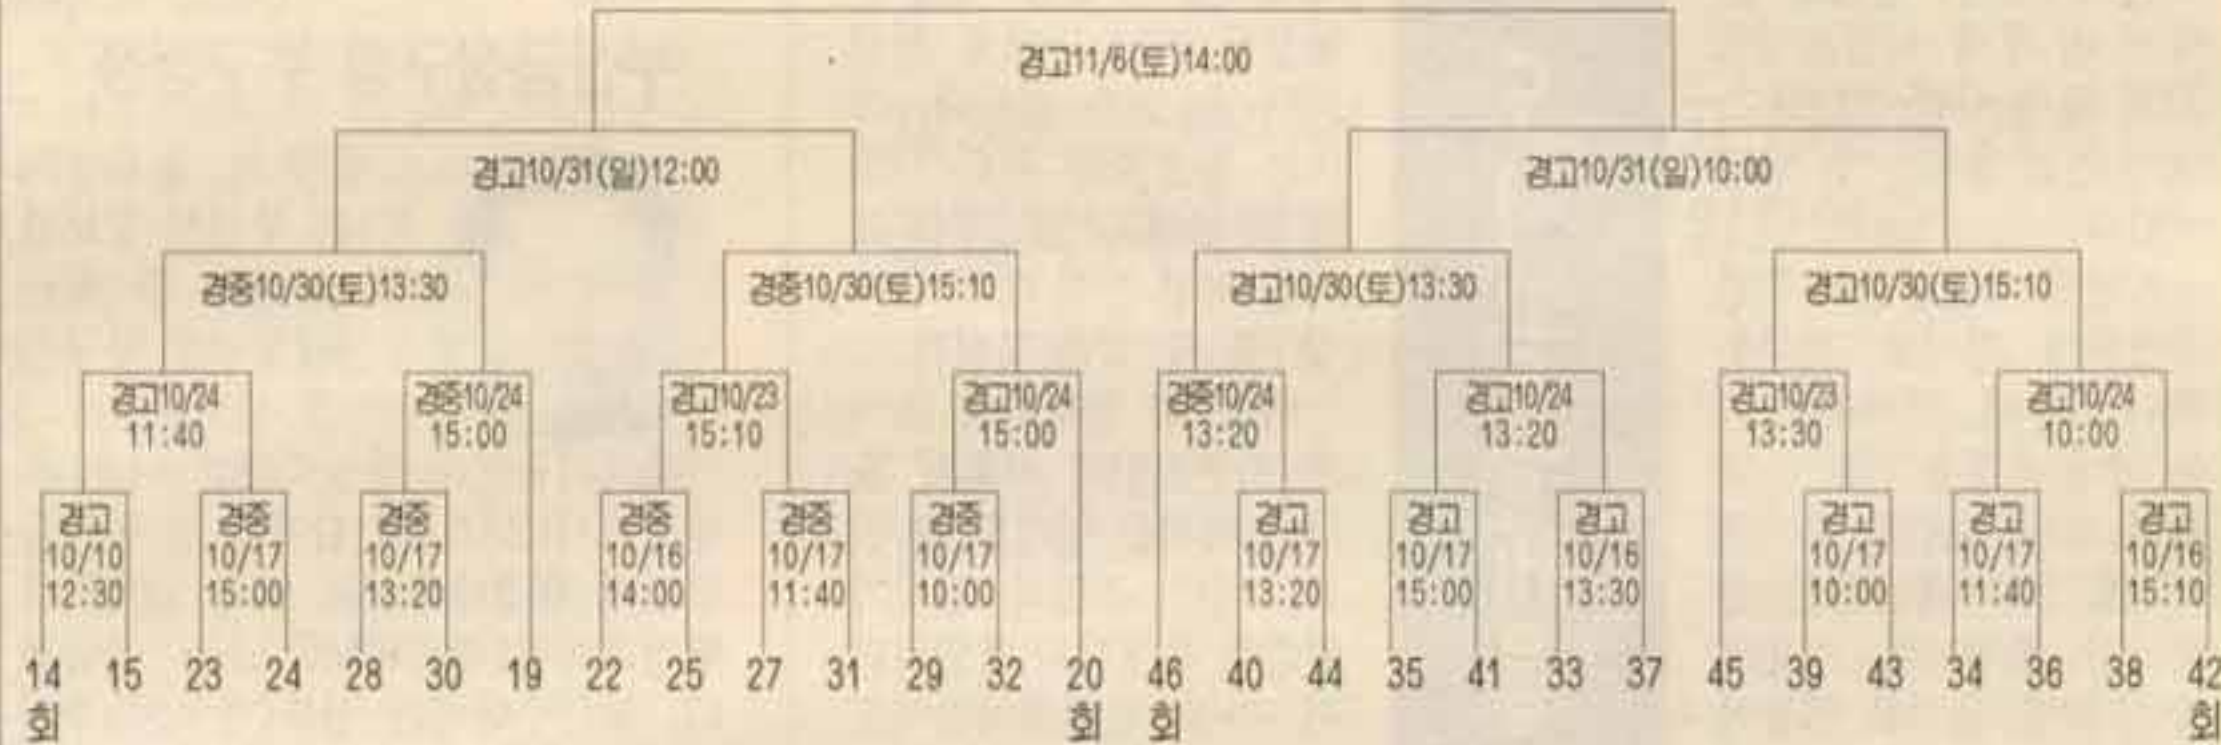 경고11/6(토)14:00
경고10/31(일)12:00
경고10/31(일)10:00
경중10/30(토)13:30
경중10/30(토)15:10
경고10/30(토)13:30
경고10/30(토)15:10
경고10/24
11:40
경중10/24
15:00
경고10/23
15:10
경고10/24
15:00
경중10/24
13:20
경고10/24
13:20
경고10/23
13:30
경고10/24
10:00
경고
10/10
12:30
경중
10/17
15:00
경중
10/17
13:20
경중
10/16
14:00
경중
10/17
11:40
경중
10/17
10:00
경고
10/17
13:20
경고
10/17
15:00
경고
10/16
13:30
경고
10/17
10:00
경고
10/17
11:40
경고
10/16
15:10
14 15 23 24 28 30 19 22 25 27 31 29 32 20 46 40 44 35 41 33 37 45 39 43 34 36 38 42
회 회 회 회